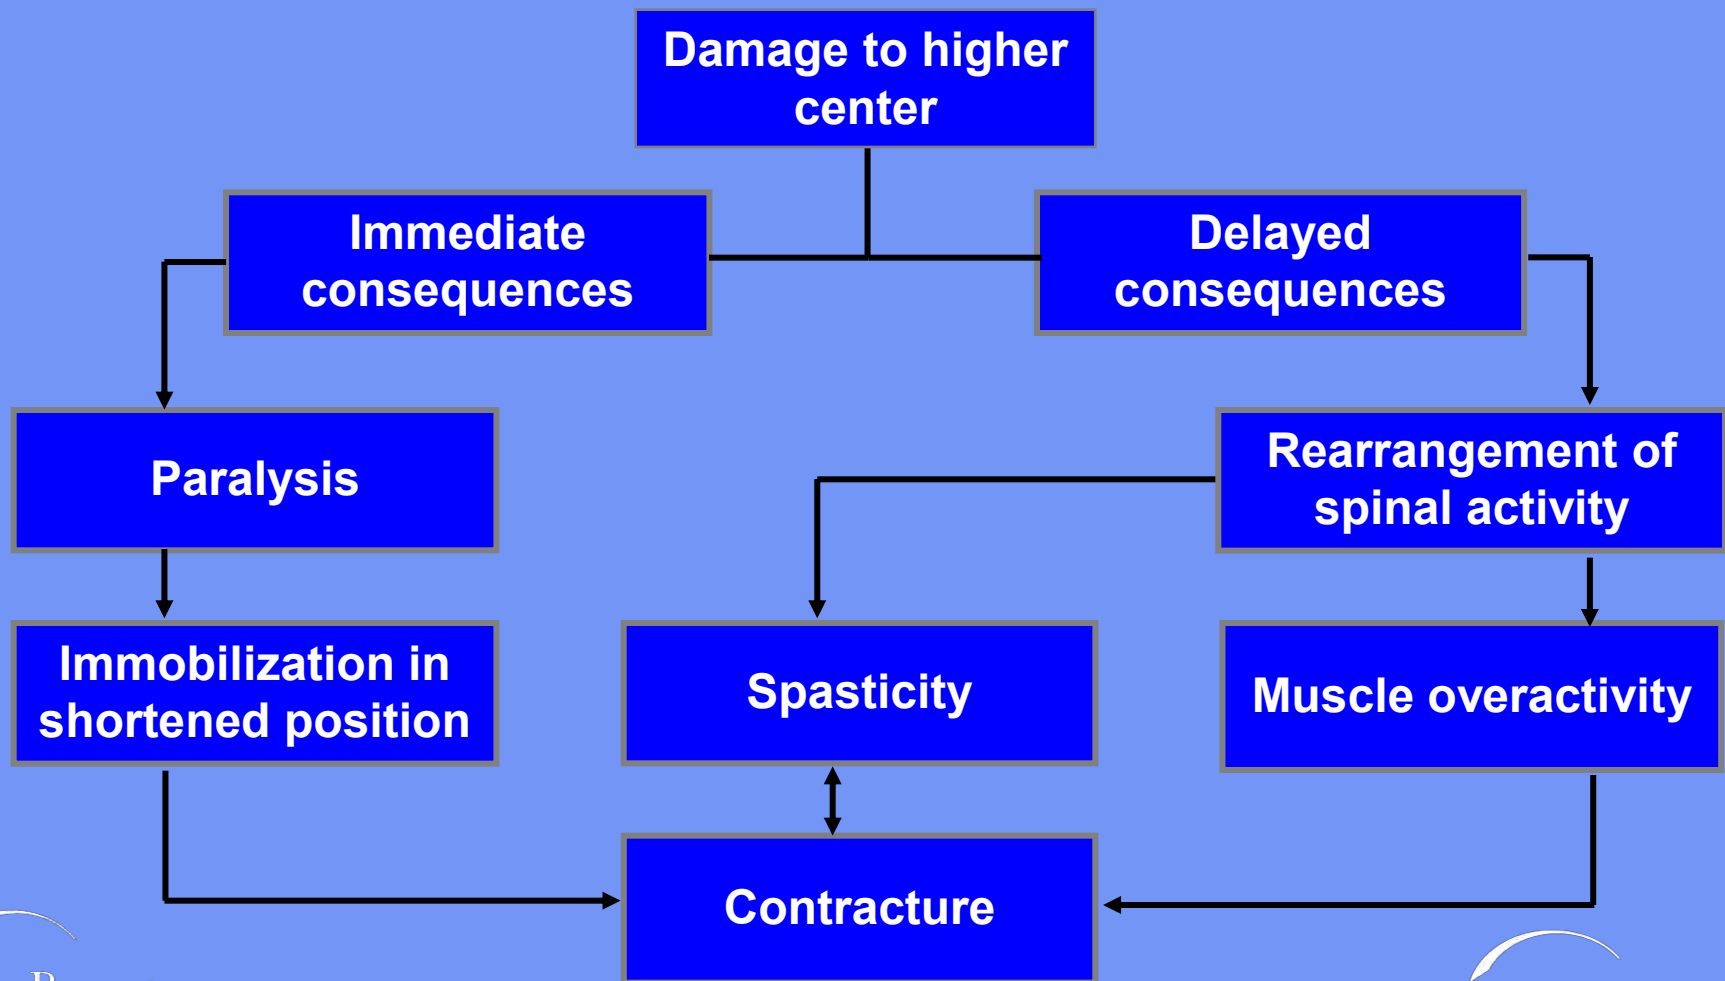 Damage to higher
center
Immediate
consequences
Delayed
consequences
Paralysis
Rearrangement of
spinal activity
Immobilization in
shortened position
Spasticity
Muscle overactivity
Contracture